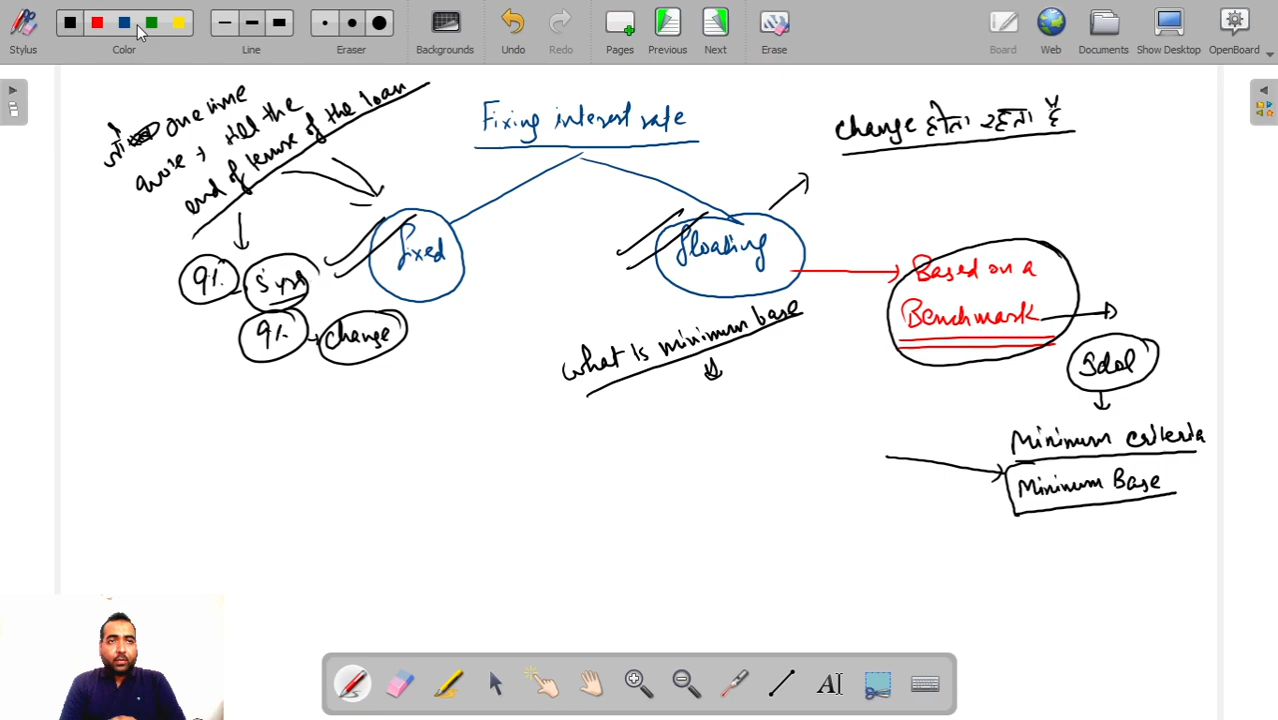 Stylus
Color
Line
Eraser
Backgrounds
Undo
Redo
Pages
Previous
Next
Erase
Board
Web
Documents
Show Desktop
OpenBoard
one time
till the
end of tenure of the loan
Fixing interest rate
change होता रहता है
fixed
floating
9% 5 yrs
9% change
Based on a
Benchmark
what is minimum base
Ideal
Minimum criteria
Minimum Base